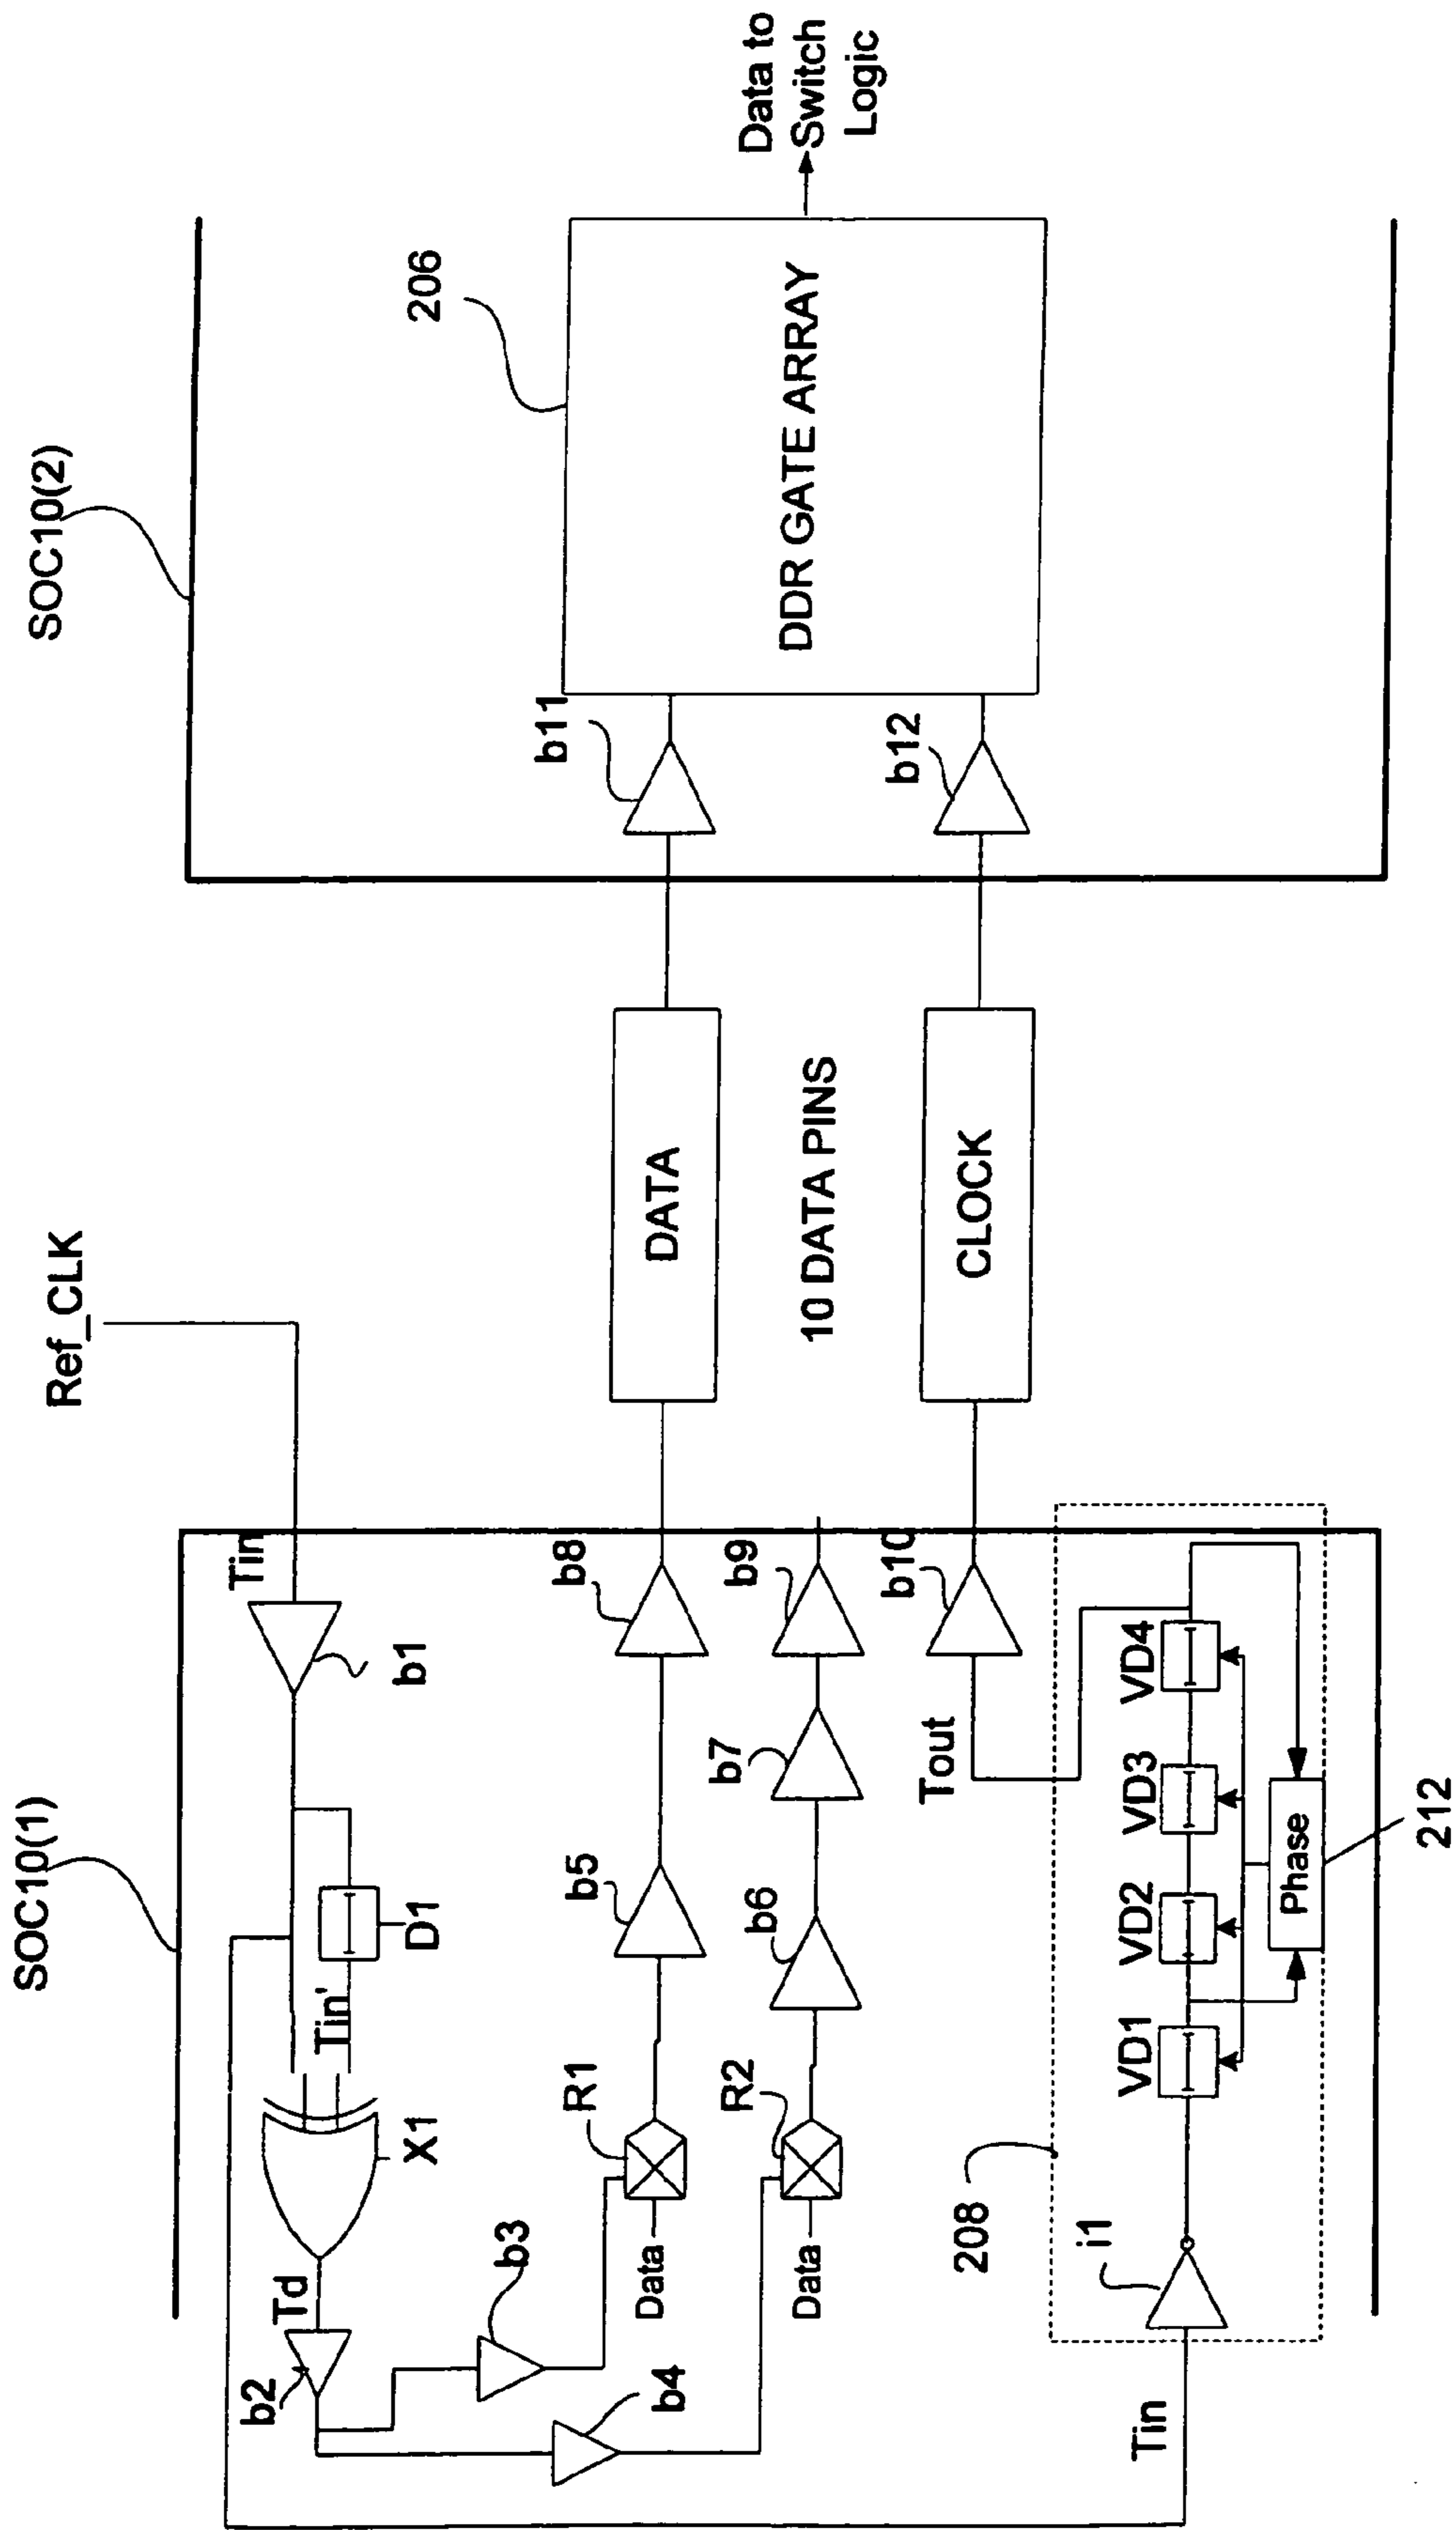 SOC10(1)
Ref_CLK
SOC10(2)
Tin
b1
Tin'
D1
X1
Td
b2
b3
b4
R1
Data
b5
b8
DATA
b11
206
DDR GATE ARRAY
Data to
Switch
Logic
R2
Data
b6
b7
b9
10 DATA PINS
Tout
b10
CLOCK
b12
208
i1
Tin
VD1
VD2
VD3
VD4
Phase
212